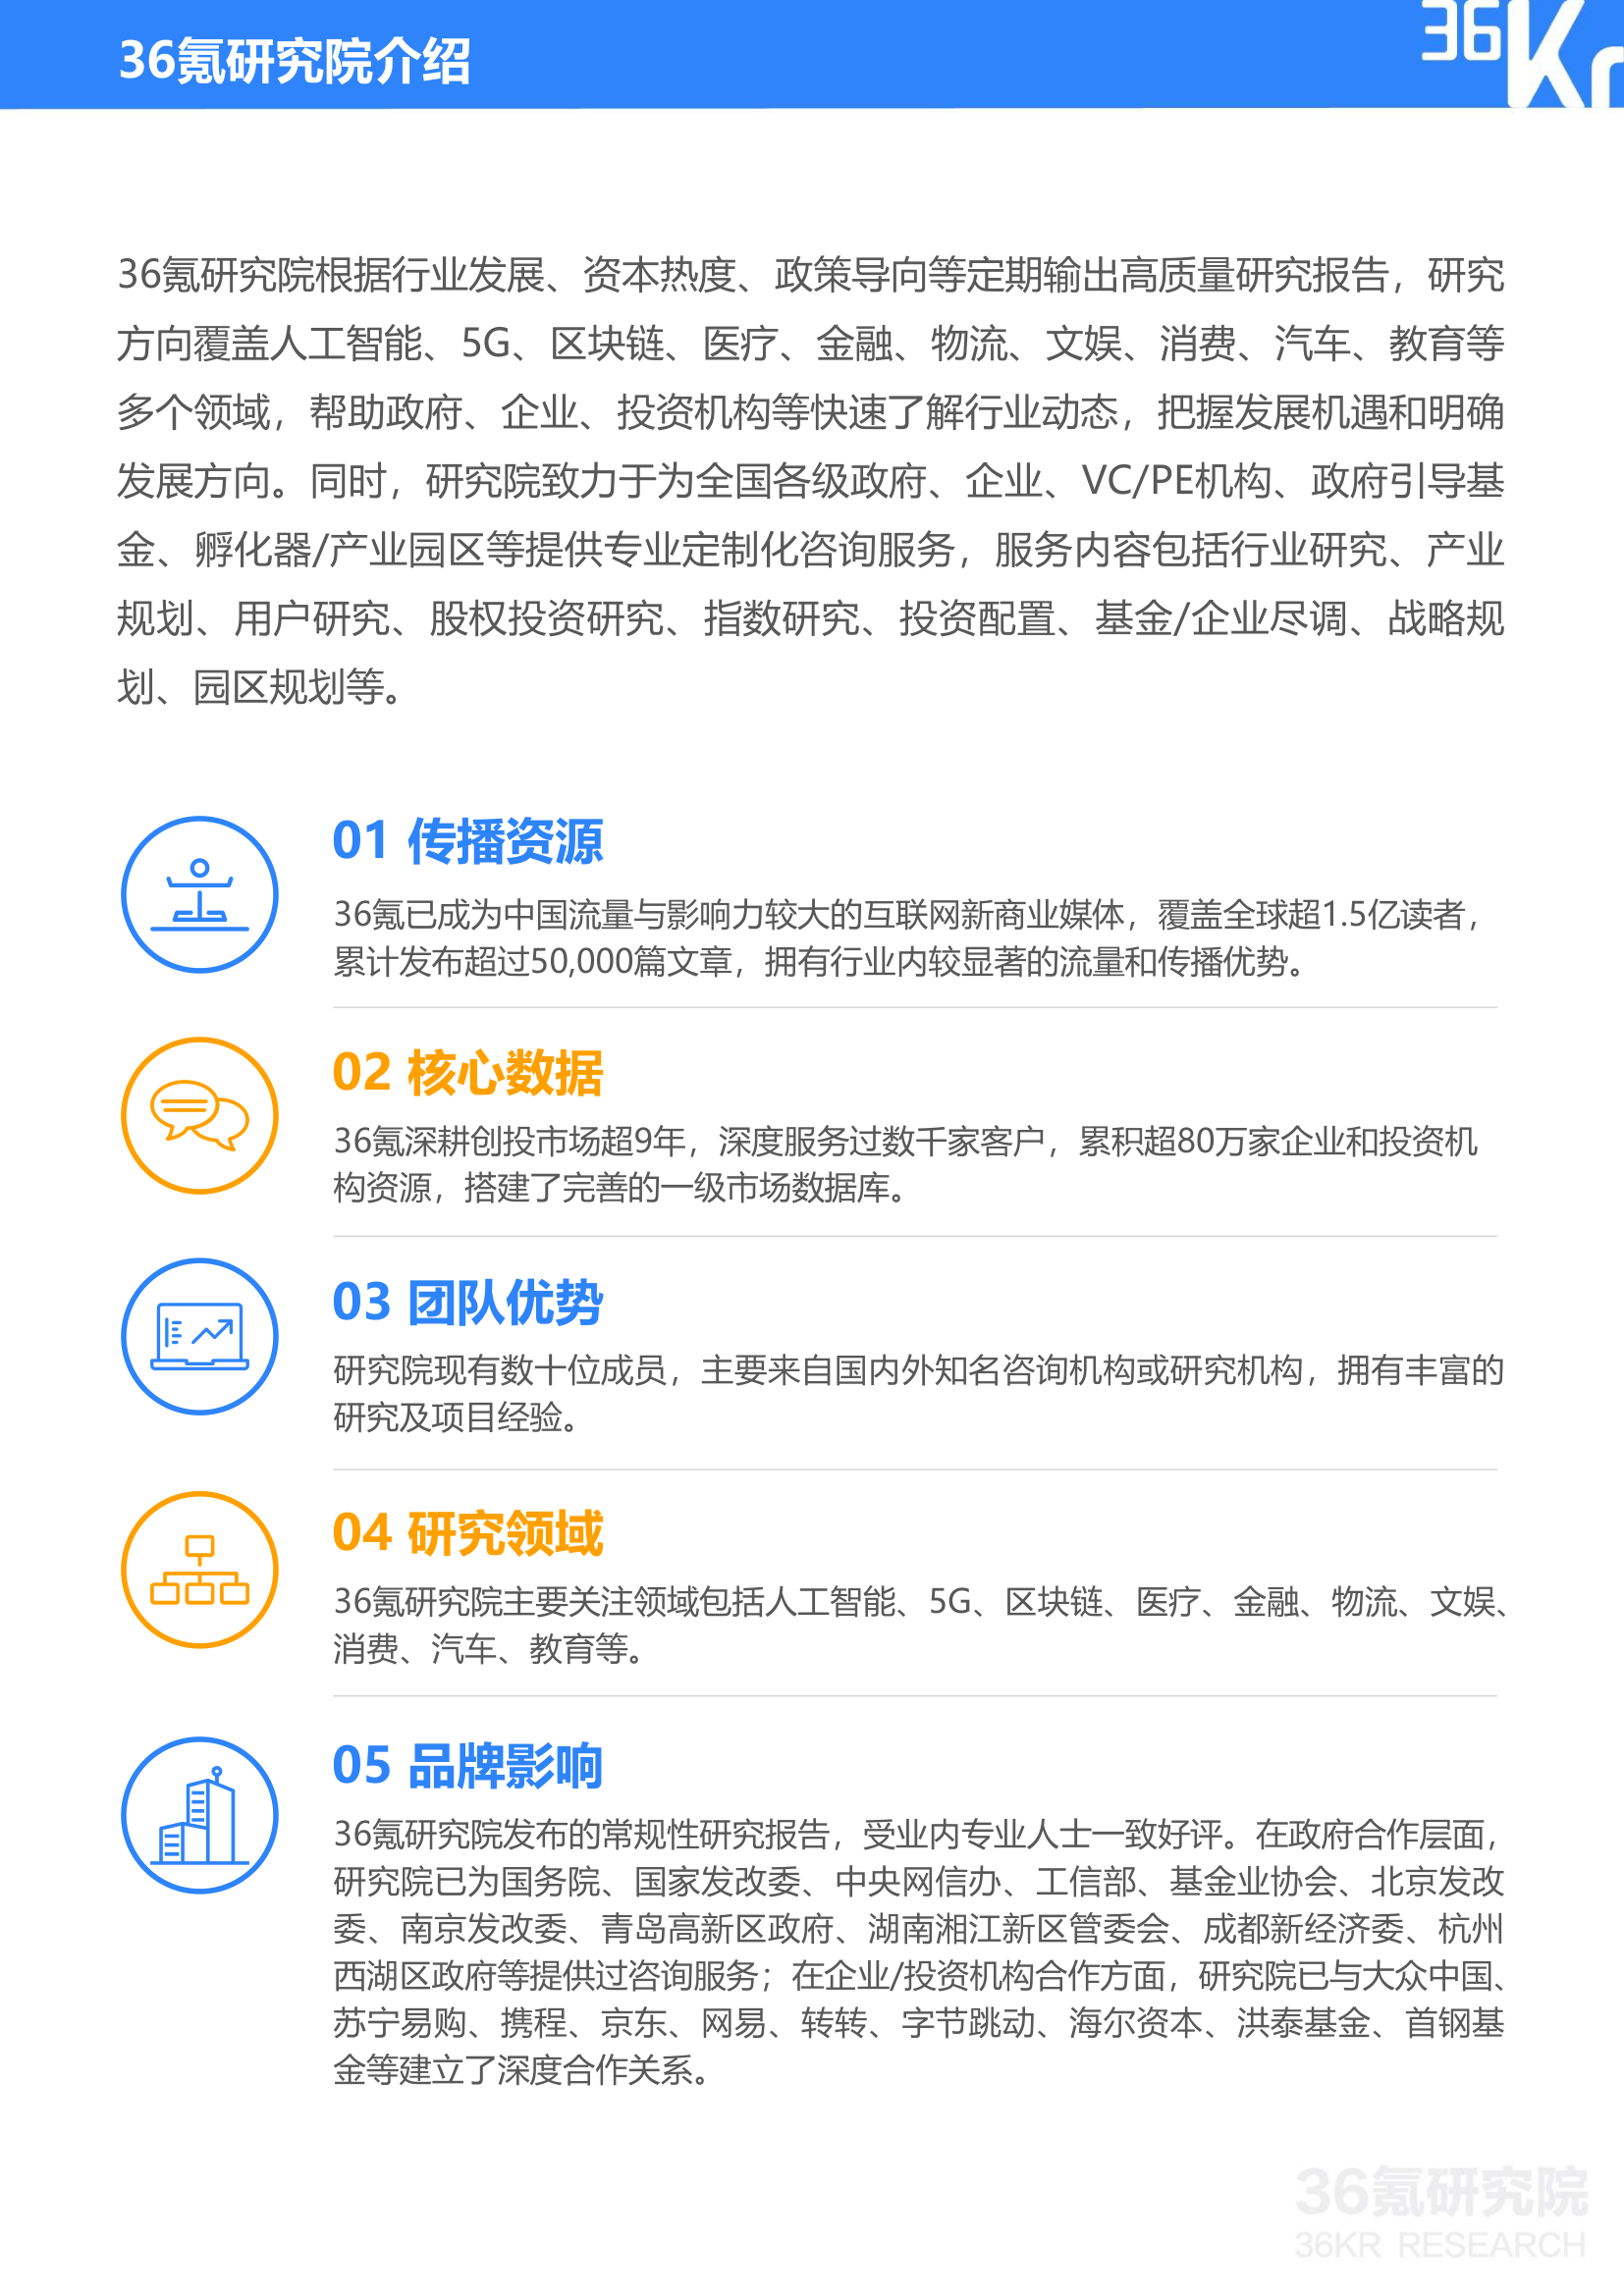 36氪研究院介绍
36Kr
36氪研究院根据行业发展、资本热度、政策导向等定期输出高质量研究报告，研究
方向覆盖人工智能、5G、区块链、医疗、金融、物流、文娱、消费、汽车、教育等
多个领域，帮助政府、企业、投资机构等快速了解行业动态，把握发展机遇和明确
发展方向。同时，研究院致力于为全国各级政府、企业、VC/PE机构、政府引导基
金、孵化器/产业园区等提供专业定制化咨询服务，服务内容包括行业研究、产业
规划、用户研究、股权投资研究、指数研究、投资配置、基金/企业尽调、战略规
划、园区规划等。
01 传播资源
36氪已成为中国流量与影响力较大的互联网新商业媒体，覆盖全球超1.5亿读者，
累计发布超过50,000篇文章，拥有行业内较显著的流量和传播优势。
02 核心数据
36氪深耕创投市场超9年，深度服务过数千家客户，累积超80万家企业和投资机
构资源，搭建了完善的一级市场数据库。
03 团队优势
研究院现有数十位成员，主要来自国内外知名咨询机构或研究机构，拥有丰富的
研究及项目经验。
04 研究领域
36氪研究院主要关注领域包括人工智能、5G、区块链、医疗、金融、物流、文娱、
消费、汽车、教育等。
05 品牌影响
36氪研究院发布的常规性研究报告，受业内专业人士一致好评。在政府合作层面，
研究院已为国务院、国家发改委、中央网信办、工信部、基金业协会、北京发改
委、南京发改委、青岛高新区政府、湖南湘江新区管委会、成都新经济委、杭州
西湖区政府等提供过咨询服务；在企业/投资机构合作方面，研究院已与大众中国、
苏宁易购、携程、京东、网易、转转、字节跳动、海尔资本、洪泰基金、首钢基
金等建立了深度合作关系。
36氪研究院
36KR RESEARCH